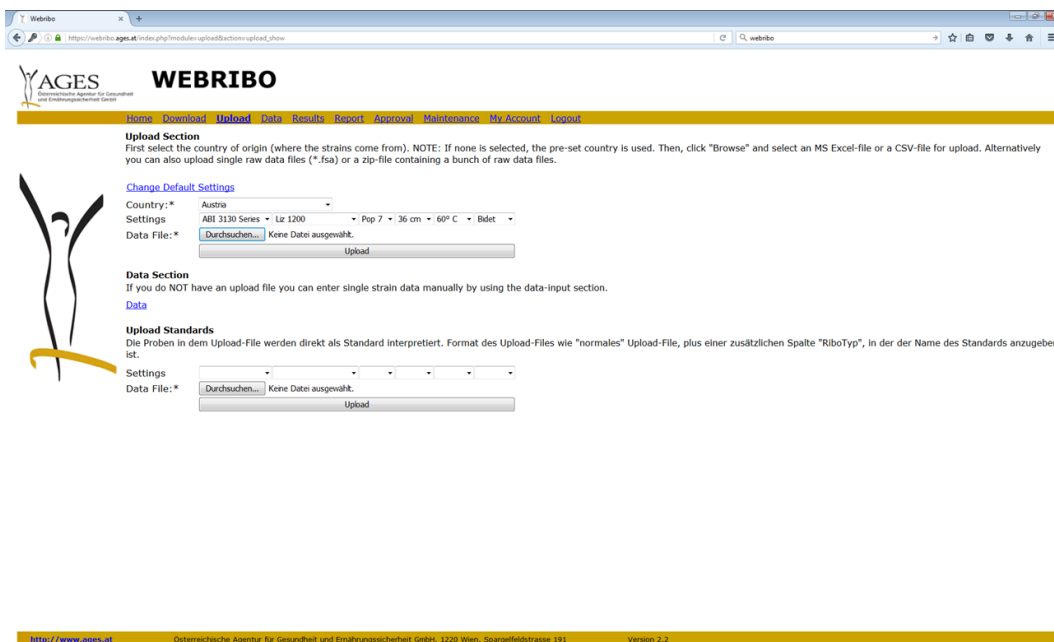 Webribo
https://webribo.ages.at/index.php?module=upload&action=upload_show
webribo
AGES
Österreichische Agentur für Gesundheit
und Ernährungssicherheit GmbH
WEBRIBO
Home Download Upload Data Results Report Approval Maintenance My Account Logout
Upload Section
First select the country of origin (where the strains come from). NOTE: If none is selected, the pre-set country is used. Then, click "Browse" and select an MS Excel-file or a CSV-file for upload. Alternatively
you can also upload single raw data files (*.fsa) or a zip-file containing a bunch of raw data files.
Change Default Settings
Country:* Austria
Settings ABI 3130 Series Liz 1200 Pop 7 36 cm 60º C Bidet
Data File:* Durchsuchen... Keine Datei ausgewählt.
Upload
Data Section
If you do NOT have an upload file you can enter single strain data manually by using the data-input section.
Data
Upload Standards
Die Proben in dem Upload-File werden direkt als Standard interpretiert. Format des Upload-Files wie "normales" Upload-File, plus einer zusätzlichen Spalte "RiboTyp", in der der Name des Standards anzugeben
ist.
Settings
Data File:* Durchsuchen... Keine Datei ausgewählt.
Upload
http://www.ages.at Österreichische Agentur für Gesundheit und Ernährungssicherheit GmbH, 1220 Wien, Spargelfeldstrasse 191 Version 2.2